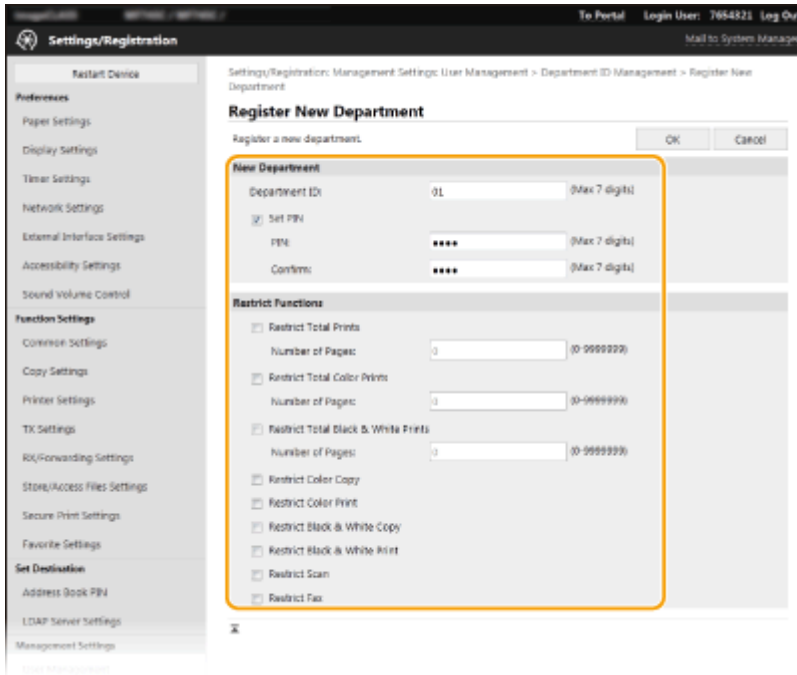 To Portal Login User: 7654321 Log Ou
Settings/Registration
Mail to System Manage
Restart Device
Preferences
Paper Settings
Display Settings
Timer Settings
Network Settings
External Interface Settings
Accessibility Settings
Sound Volume Control
Function Settings
Common Settings
Copy Settings
Printer Settings
TX Settings
RX/Forwarding Settings
Store/Access Files Settings
Secure Print Settings
Favorite Settings
Set Destination
Address Book PIN
LDAP Server Settings
Management Settings
User Management
Settings/Registration: Management Settings: User Management > Department ID Management > Register New
Department
Register New Department
Register a new department.
OK Cancel
New Department
Department ID: 01 (Max 7 digits)
Set PIN
PIN: •••• (Max 7 digits)
Confirm: •••• (Max 7 digits)
Restrict Functions
Restrict Total Prints
Number of Pages: 0 (0-9999999)
Restrict Total Color Prints
Number of Pages: 0 (0-9999999)
Restrict Total Black & White Prints
Number of Pages: 0 (0-9999999)
Restrict Color Copy
Restrict Color Print
Restrict Black & White Copy
Restrict Black & White Print
Restrict Scan
Restrict Fax